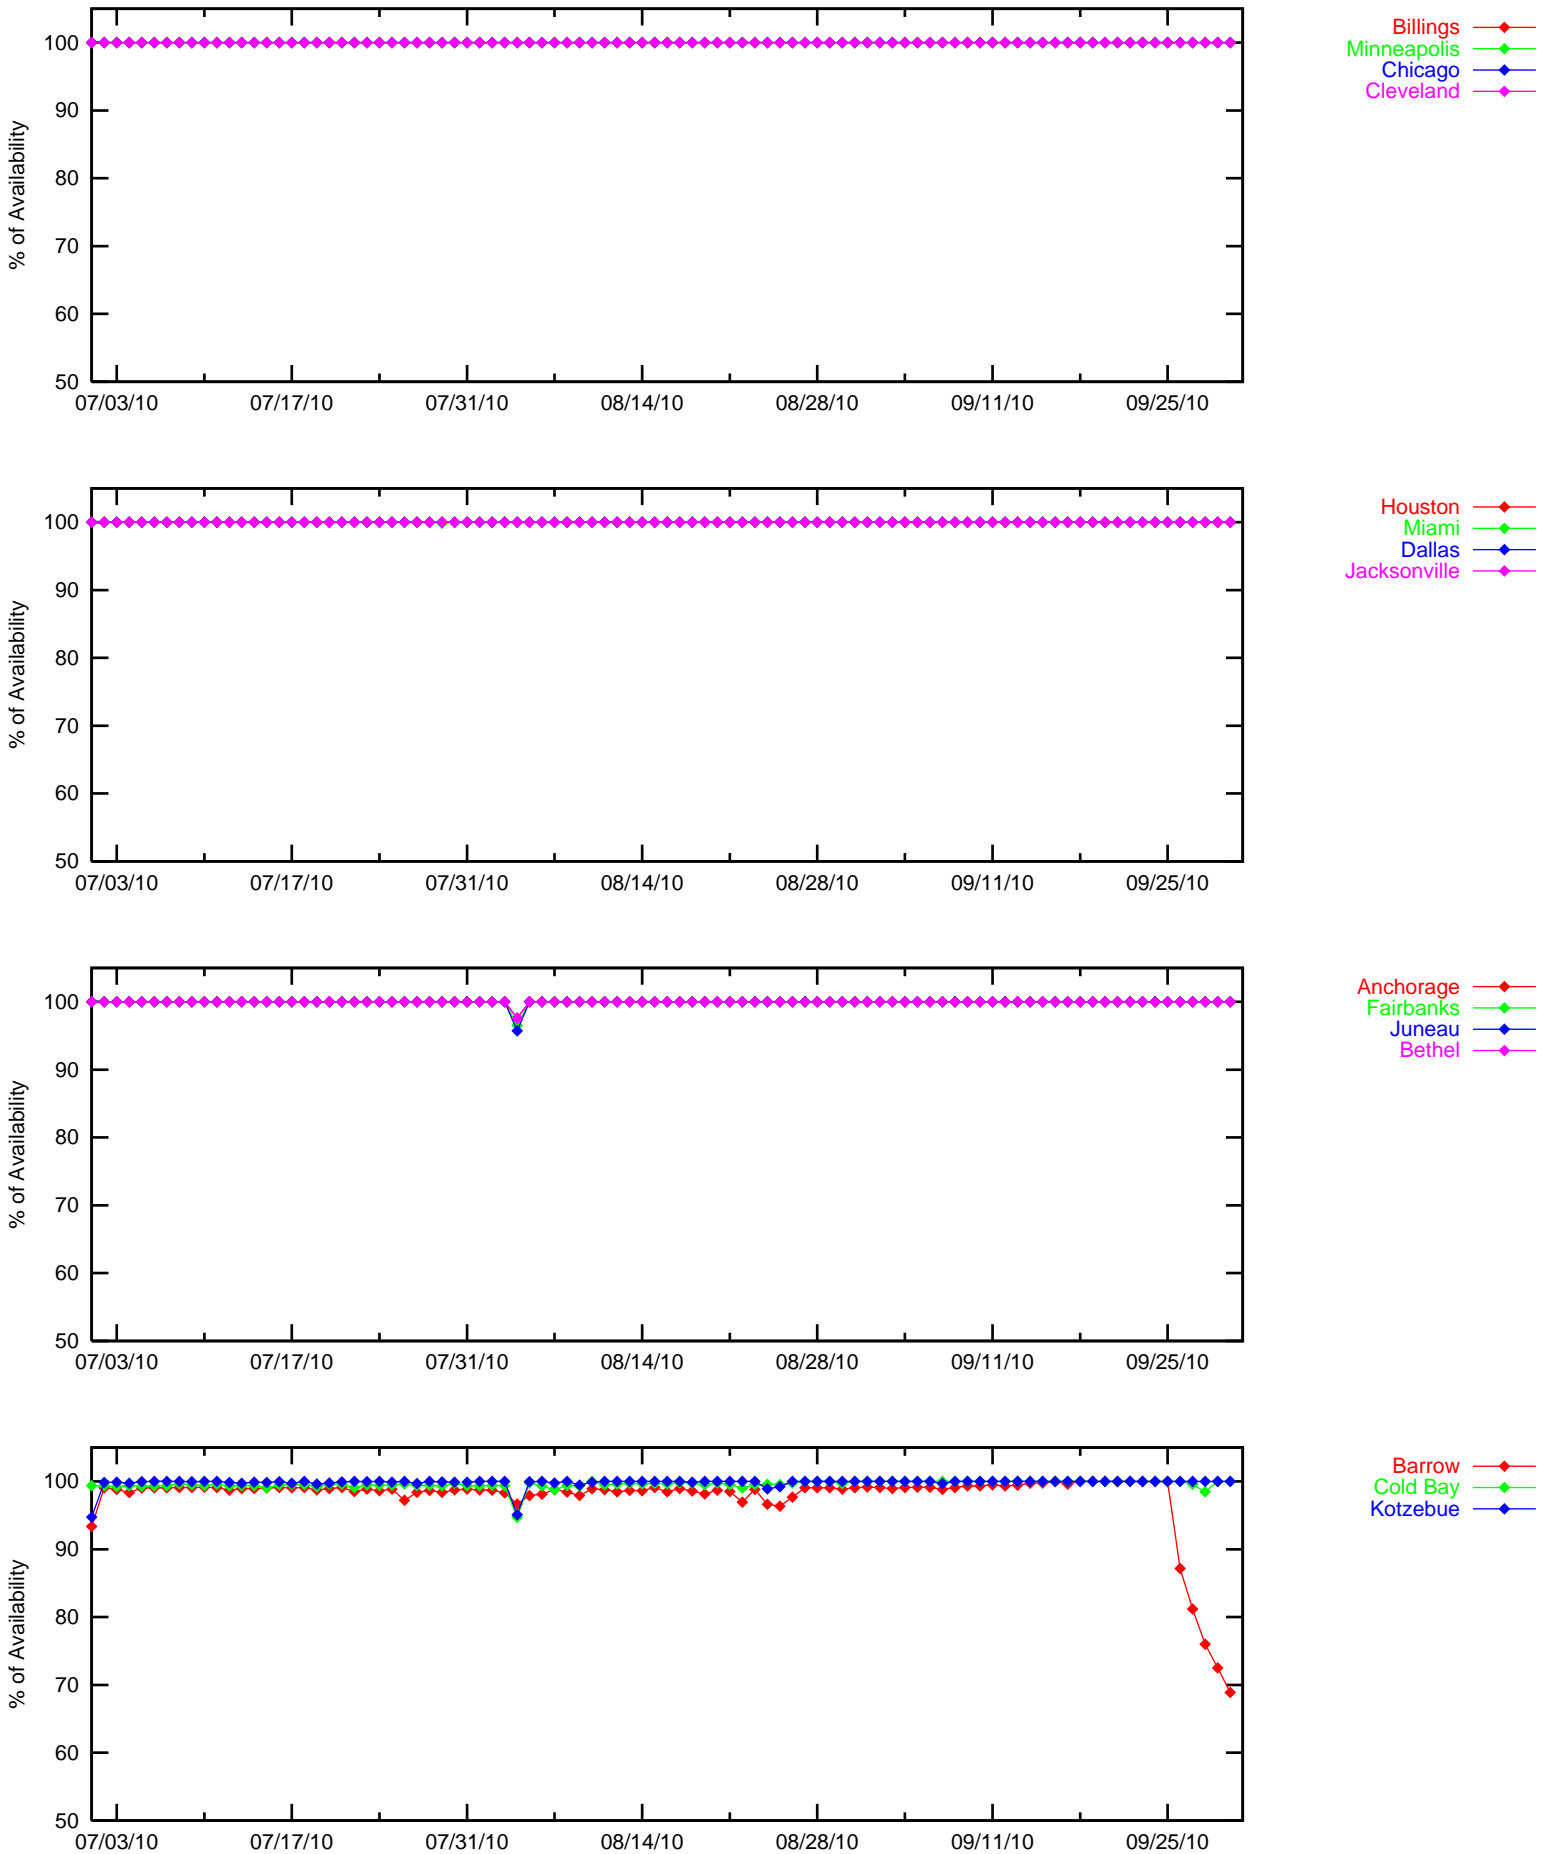 % of Availability
100
90
80
70
60
50
07/03/10 07/17/10 07/31/10 08/14/10 08/28/10 09/11/10 09/25/10
Billings
Minneapolis
Chicago
Cleveland
% of Availability
100
90
80
70
60
50
07/03/10 07/17/10 07/31/10 08/14/10 08/28/10 09/11/10 09/25/10
Houston
Miami
Dallas
Jacksonville
% of Availability
100
90
80
70
60
50
07/03/10 07/17/10 07/31/10 08/14/10 08/28/10 09/11/10 09/25/10
Anchorage
Fairbanks
Juneau
Bethel
% of Availability
100
90
80
70
60
50
07/03/10 07/17/10 07/31/10 08/14/10 08/28/10 09/11/10 09/25/10
Barrow
Cold Bay
Kotzebue